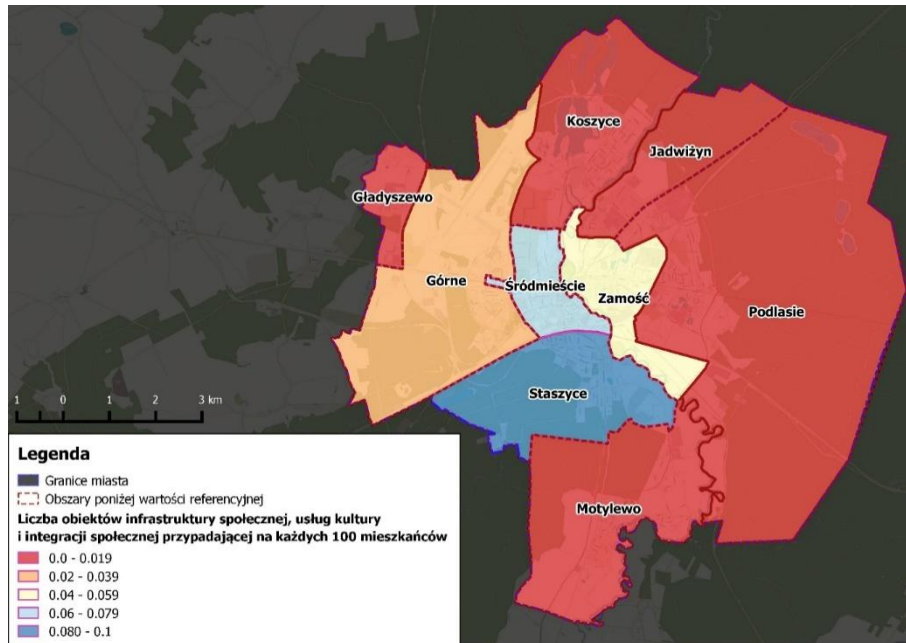 Koszyce
Jadwiżyn
Gładyszewo
Górne
Śródmieście
Zamość
Podlasie
Staszyce
Motylewo
1 0 1 2 3 km
Legenda
Granice miasta
Obszary poniżej wartości referencyjnej
Liczba obiektów infrastruktury społecznej, usług kultury
i integracji społecznej przypadającej na każdych 100 mieszkańców
0.0 - 0.019
0.02 - 0.039
0.04 - 0.059
0.06 - 0.079
0.080 - 0.1